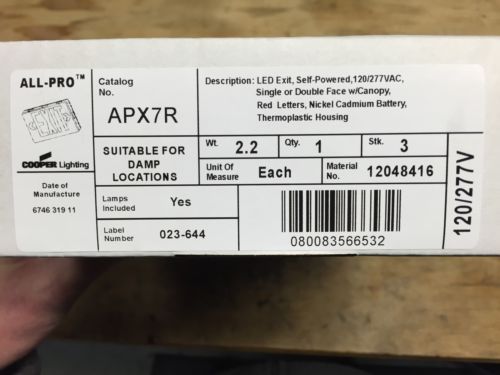 ALL-PRO™
EXIT
COOPER Lighting
Date of
Manufacture
6746 319 11
Catalog
No.
APX7R
Description: LED Exit, Self-Powered,120/277VAC,
Single or Double Face w/Canopy,
Red Letters, Nickel Cadmium Battery,
Thermoplastic Housing
SUITABLE FOR
DAMP
LOCATIONS
Wt. 2.2 Qty. 1 Stk. 3
Unit Of
Measure Each Material
No. 12048416
Lamps
Included Yes
Label
Number 023-644
080083566532
120/277V